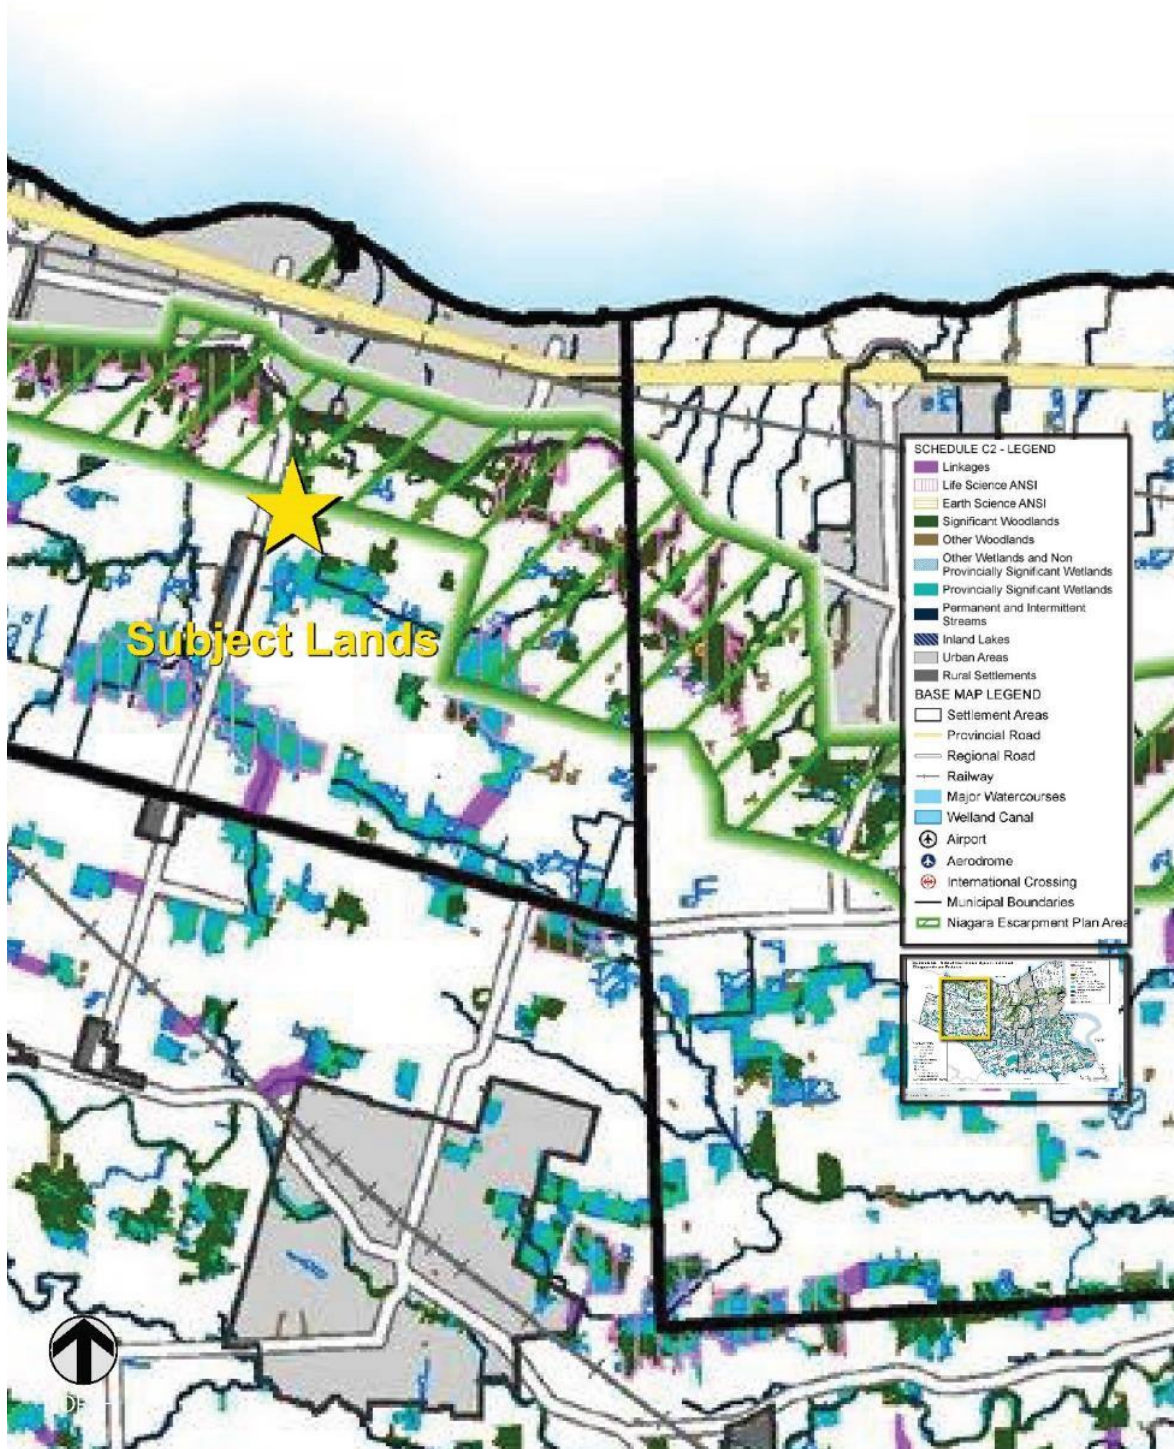 Subject Lands
SCHEDULE C2 - LEGEND
Linkages
Life Science ANSI
Earth Science ANSI
Significant Woodlands
Other Woodlands
Other Wetlands and Non
Provincially Significant Wetlands
Provincially Significant Wetlands
Permanent and Intermittent
Streams
Inland Lakes
Urban Areas
Rural Settlements
BASE MAP LEGEND
Settlement Areas
Provincial Road
Regional Road
Railway
Major Watercourses
Welland Canal
Airport
Aerodrome
International Crossing
Municipal Boundaries
Niagara Escarpment Plan Area